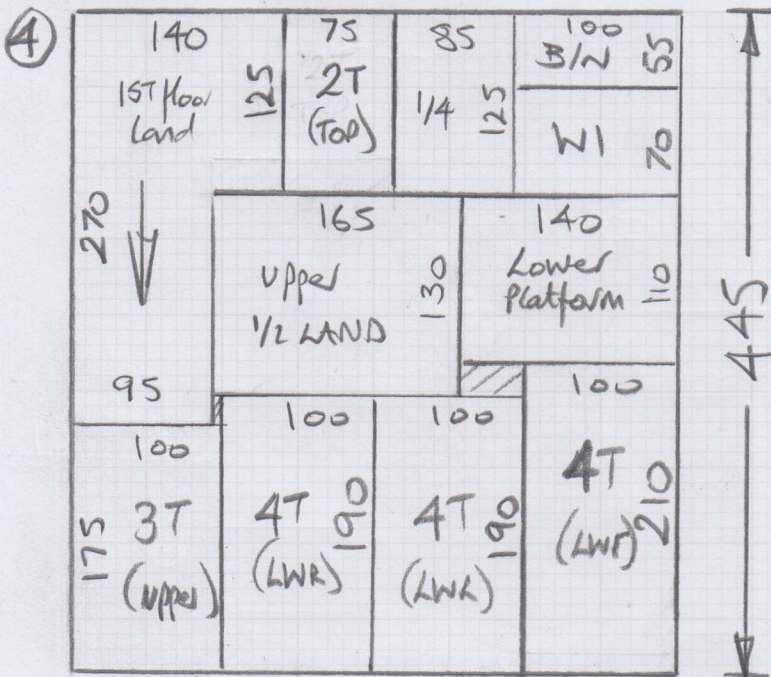 4
140
1ST floor
Land
125
270
95
75
2T
(TOP)
85
1/4
125
100
B/N
55
W1
70
165
upper
1/2 LAND
130
140
Lower
Platform
110
445
100
3T
(upper)
175
100
4T
(LWR)
190
100
4T
(LWR)
190
100
4T
(LWR)
210